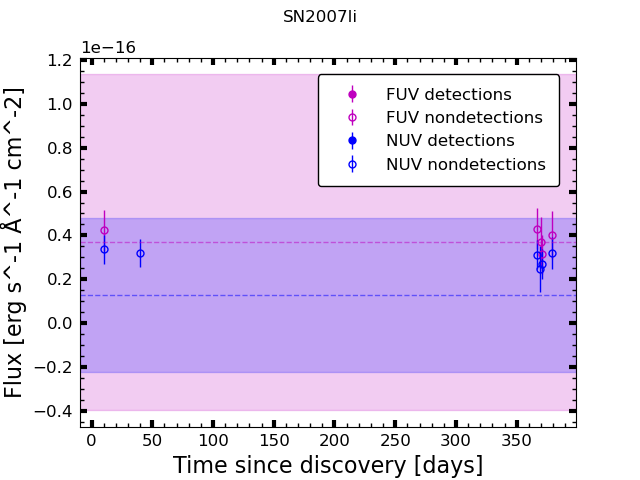 SN2007li
1e−16
1.2
1.0
0.8
0.6
0.4
0.2
0.0
−0.2
−0.4
Flux [erg s^-1 Å^-1 cm^-2]
FUV detections
FUV nondetections
NUV detections
NUV nondetections
0 50 100 150 200 250 300 350
Time since discovery [days]